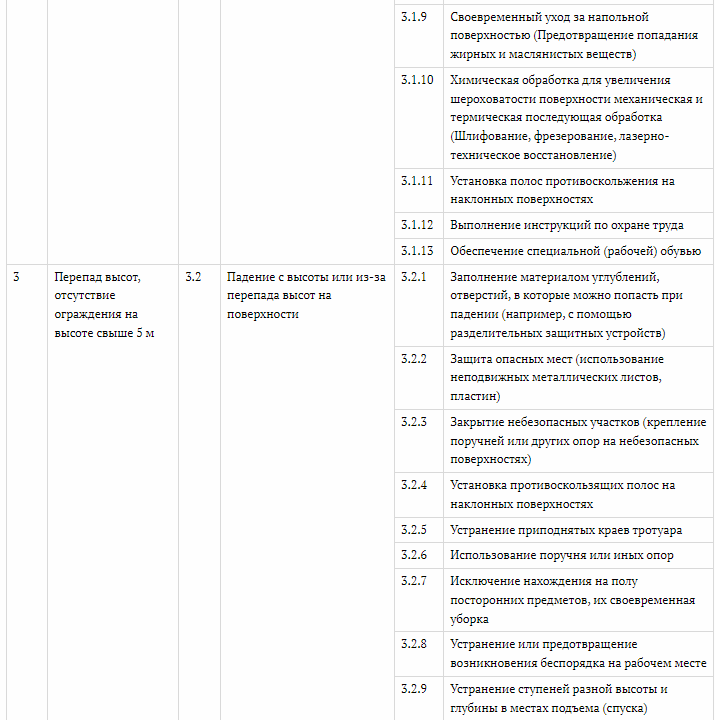 3.1.9 Своевременный уход за напольной
поверхностью (Предотвращение попадания
жирных и маслянистых веществ)
3.1.10 Химическая обработка для увеличения
шероховатости поверхности механическая и
термическая последующая обработка
(Шлифование, фрезерование, лазерно-
техническое восстановление)
3.1.11 Установка полос противоскольжения на
наклонных поверхностях
3.1.12 Выполнение инструкций по охране труда
3.1.13 Обеспечение специальной (рабочей) обувью
3 Перепад высот,
отсутствие
ограждения на
высоте свыше 5 м
3.2 Падение с высоты или из-за
перепада высот на
поверхности
3.2.1 Заполнение материалом углублений,
отверстий, в которые можно попасть при
падении (например, с помощью
разделительных защитных устройств)
3.2.2 Защита опасных мест (использование
неподвижных металлических листов,
пластин)
3.2.3 Закрытие небезопасных участков (крепление
поручней или других опор на небезопасных
поверхностях)
3.2.4 Установка противоскользящих полос на
наклонных поверхностях
3.2.5 Устранение приподнятых краев тротуара
3.2.6 Использование поручня или иных опор
3.2.7 Исключение нахождения на полу
посторонних предметов, их своевременная
уборка
3.2.8 Устранение или предотвращение
возникновения беспорядка на рабочем месте
3.2.9 Устранение ступеней разной высоты и
глубины в местах подъема (спуска)